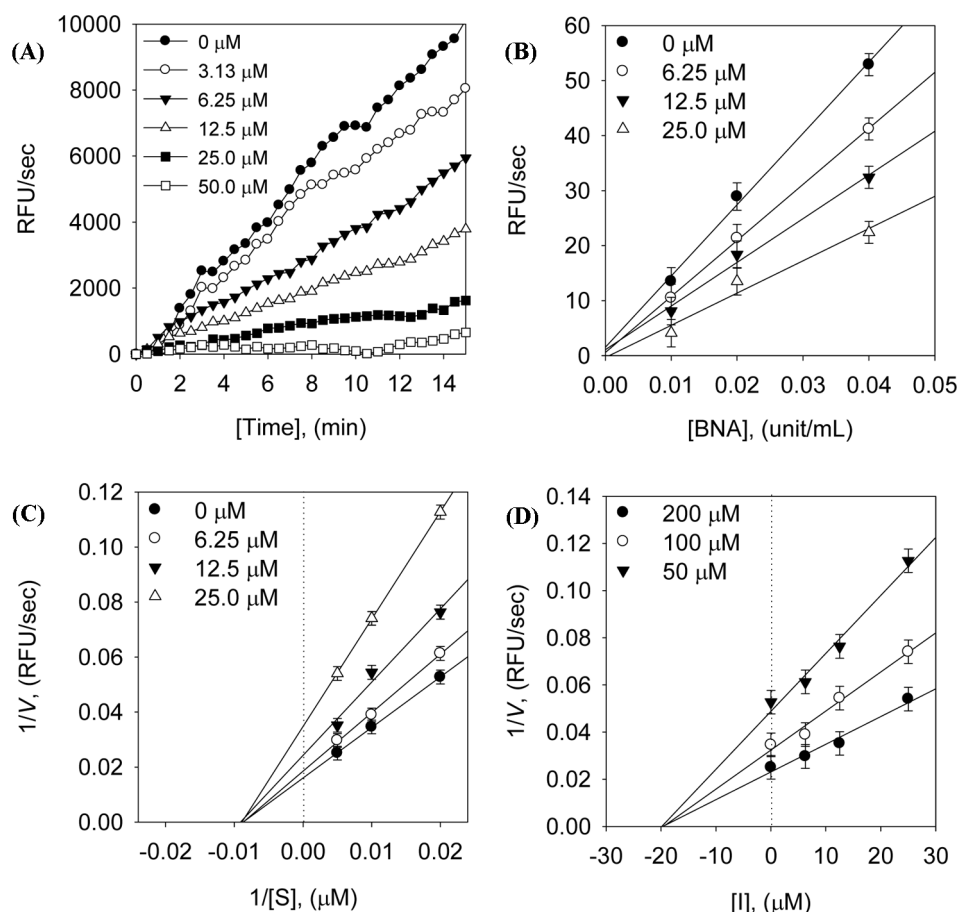 (A)
10000
8000
6000
4000
2000
0
RFU/sec
0 μM
3.13 μM
6.25 μM
12.5 μM
25.0 μM
50.0 μM
0 2 4 6 8 10 12 14
[Time], (min)
(B)
60
50
40
30
20
10
0
RFU/sec
0 μM
6.25 μM
12.5 μM
25.0 μM
0.00 0.01 0.02 0.03 0.04 0.05
[BNA], (unit/mL)
(C)
0.12
0.10
0.08
0.06
0.04
0.02
0.00
1/V, (RFU/sec)
0 μM
6.25 μM
12.5 μM
25.0 μM
-0.02 -0.01 0.00 0.01 0.02
1/[S], (μM)
(D)
0.14
0.12
0.10
0.08
0.06
0.04
0.02
0.00
1/V, (RFU/sec)
200 μM
100 μM
50 μM
-30 -20 -10 0 10 20 30
[I], (μM)